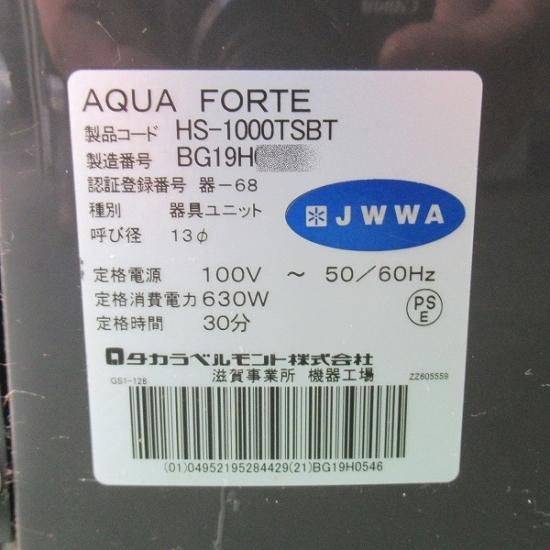 AQUA FORTE
製品コード HS-1000TSBT
製造番号 BG19H
認証登録番号 器-68
種別 器具ユニット
呼び径 13φ
JWWA
定格電源 100V ～ 50/60Hz
定格消費電力 630W
定格時間 30分
PS
E
タカラベルモント株式会社
滋賀事業所 機器工場
GS1-128
ZZ605559
(01)04952195284429(21)BG19H0546